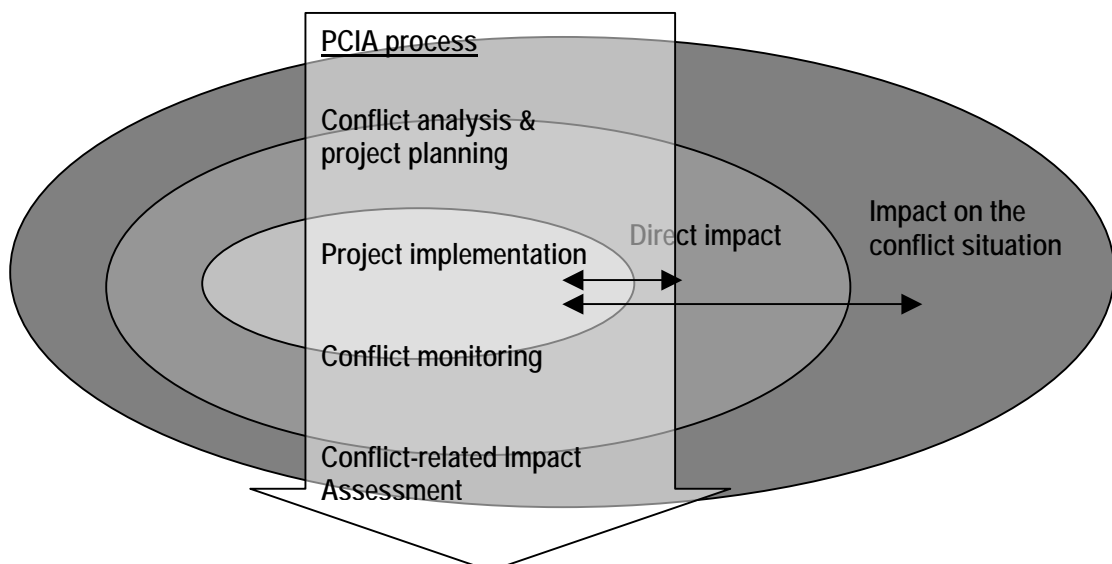 PCIA process
Conflict analysis &
project planning
Project implementation
Direct impact
Impact on the
conflict situation
Conflict monitoring
Conflict-related Impact
Assessment